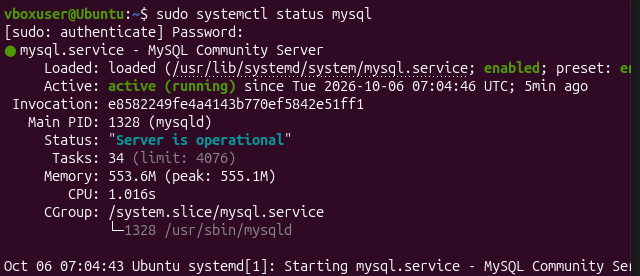 vboxuser@Ubuntu:~$ sudo systemctl status mysql
[sudo: authenticate] Password:
● mysql.service - MySQL Community Server
     Loaded: loaded (/usr/lib/systemd/system/mysql.service; enabled; preset: en
     Active: active (running) since Tue 2026-10-06 07:04:46 UTC; 5min ago
 Invocation: e8582249fe4a4143b770ef5842e51ff1
   Main PID: 1328 (mysqld)
     Status: "Server is operational"
      Tasks: 34 (limit: 4076)
     Memory: 553.6M (peak: 555.1M)
        CPU: 1.016s
     CGroup: /system.slice/mysql.service
             └─1328 /usr/sbin/mysqld
Oct 06 07:04:43 Ubuntu systemd[1]: Starting mysql.service - MySQL Community Se